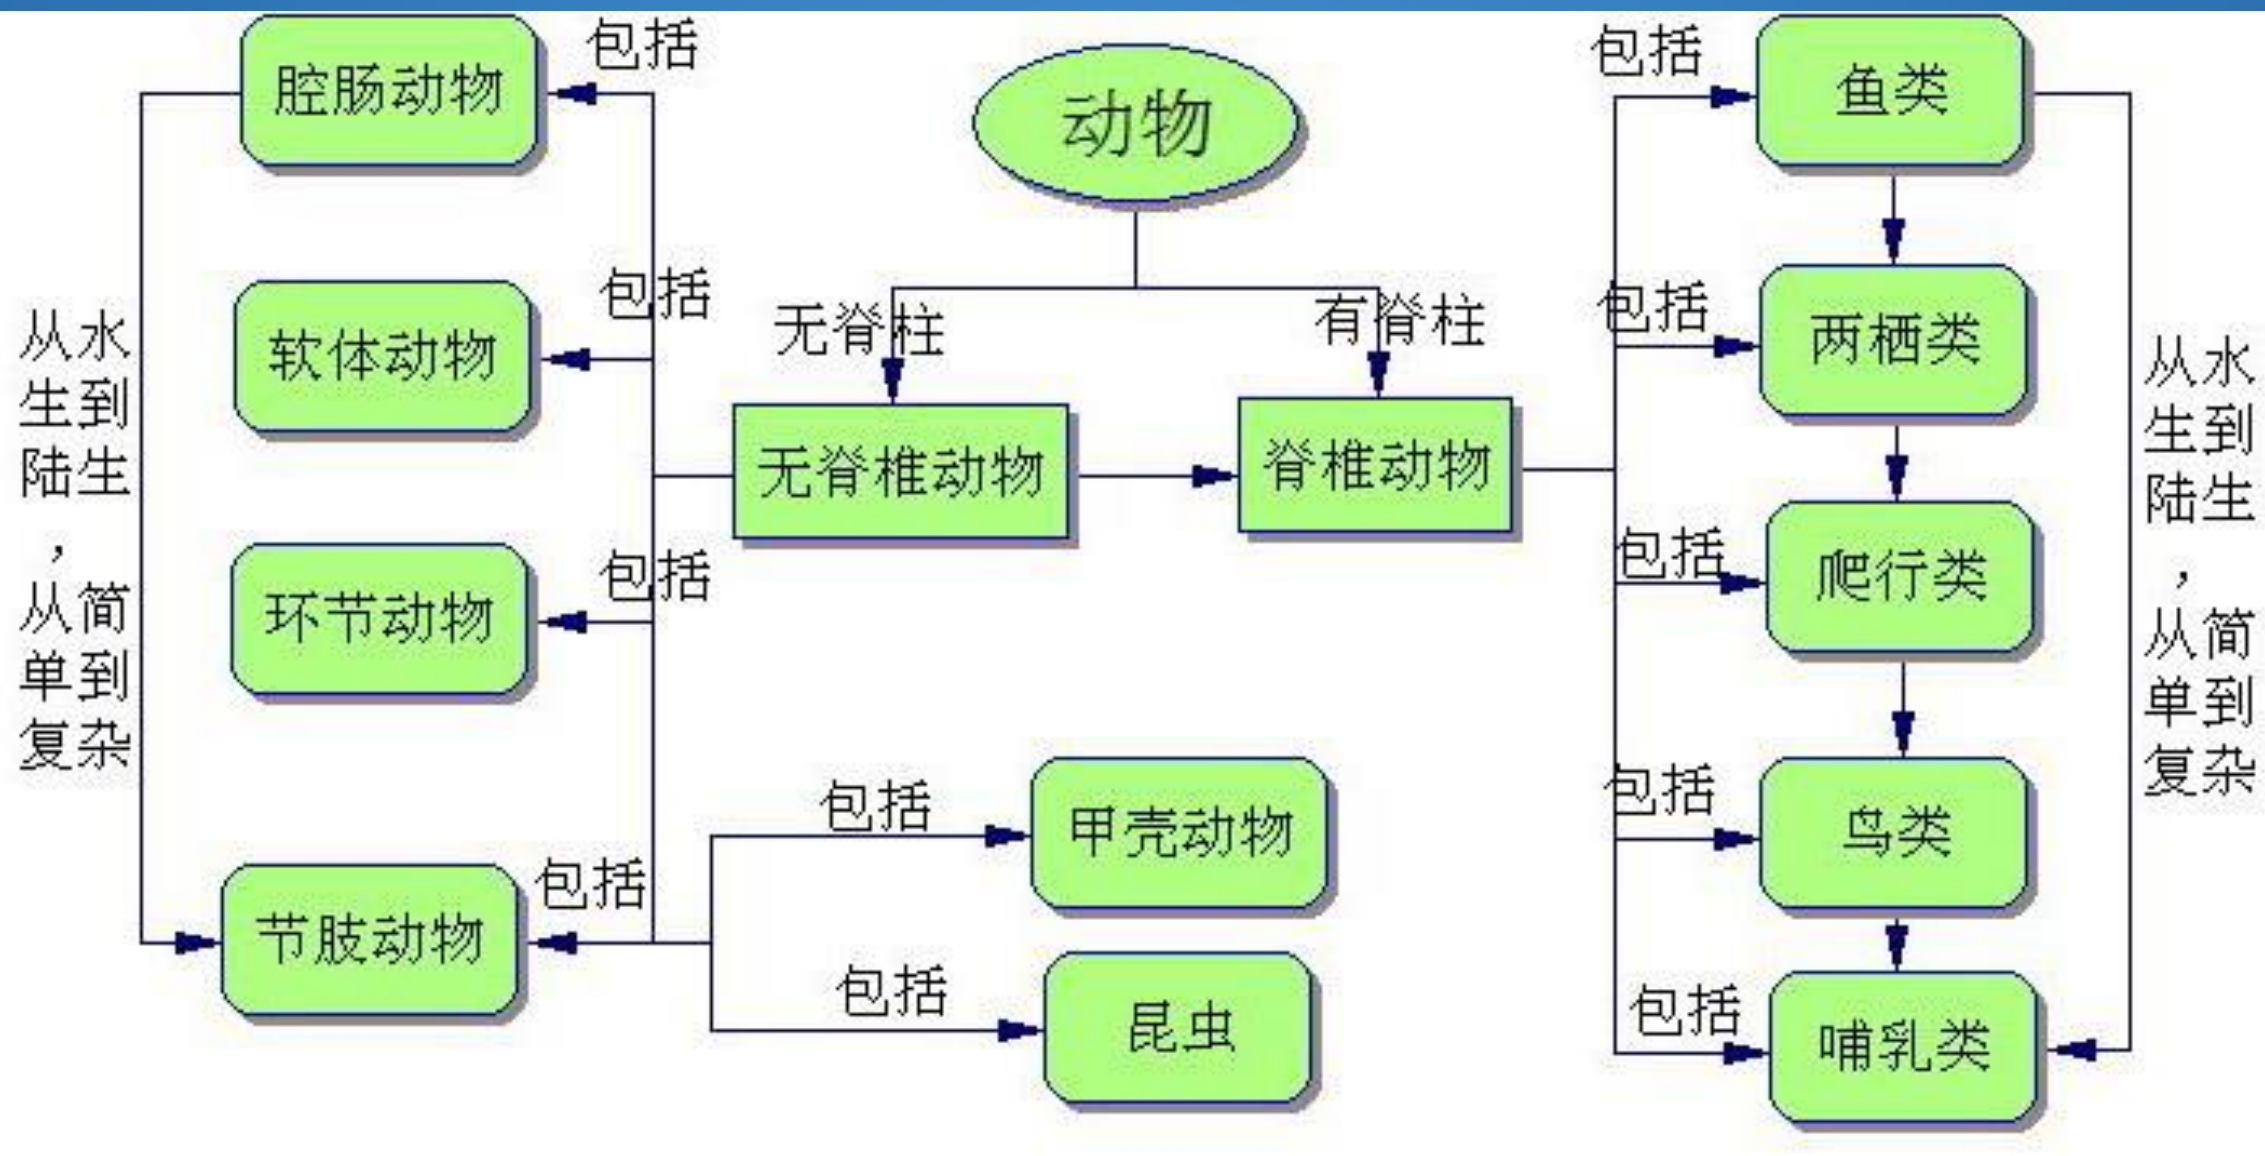 包括
包括
腔肠动物
动物
鱼类
包括
包括
软体动物
无脊柱
有脊柱
两栖类
从水
生到
陆生
，
从简
单到
复杂
从水
生到
陆生
，
从简
单到
复杂
无脊椎动物
脊椎动物
包括
包括
环节动物
爬行类
包括
包括
甲壳动物
鸟类
包括
节肢动物
包括
昆虫
包括
哺乳类